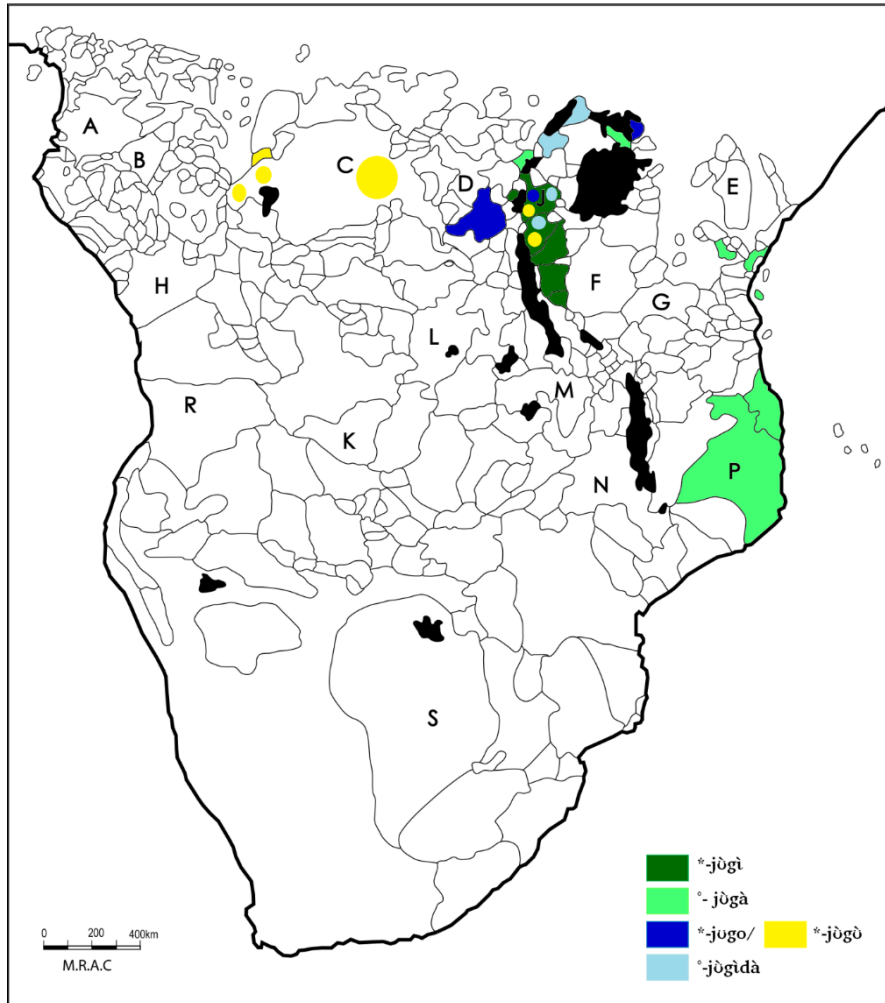 A
B
C
D
J
E
H
F
G
L
M
R
K
N
P
S
*-jʊ̀gì
°- jʊ̀gà
*-jʊgo/ *-jʊ̀gʊ̀
°-jʊ̀gìdà
0 200 400km
M.R.A.C